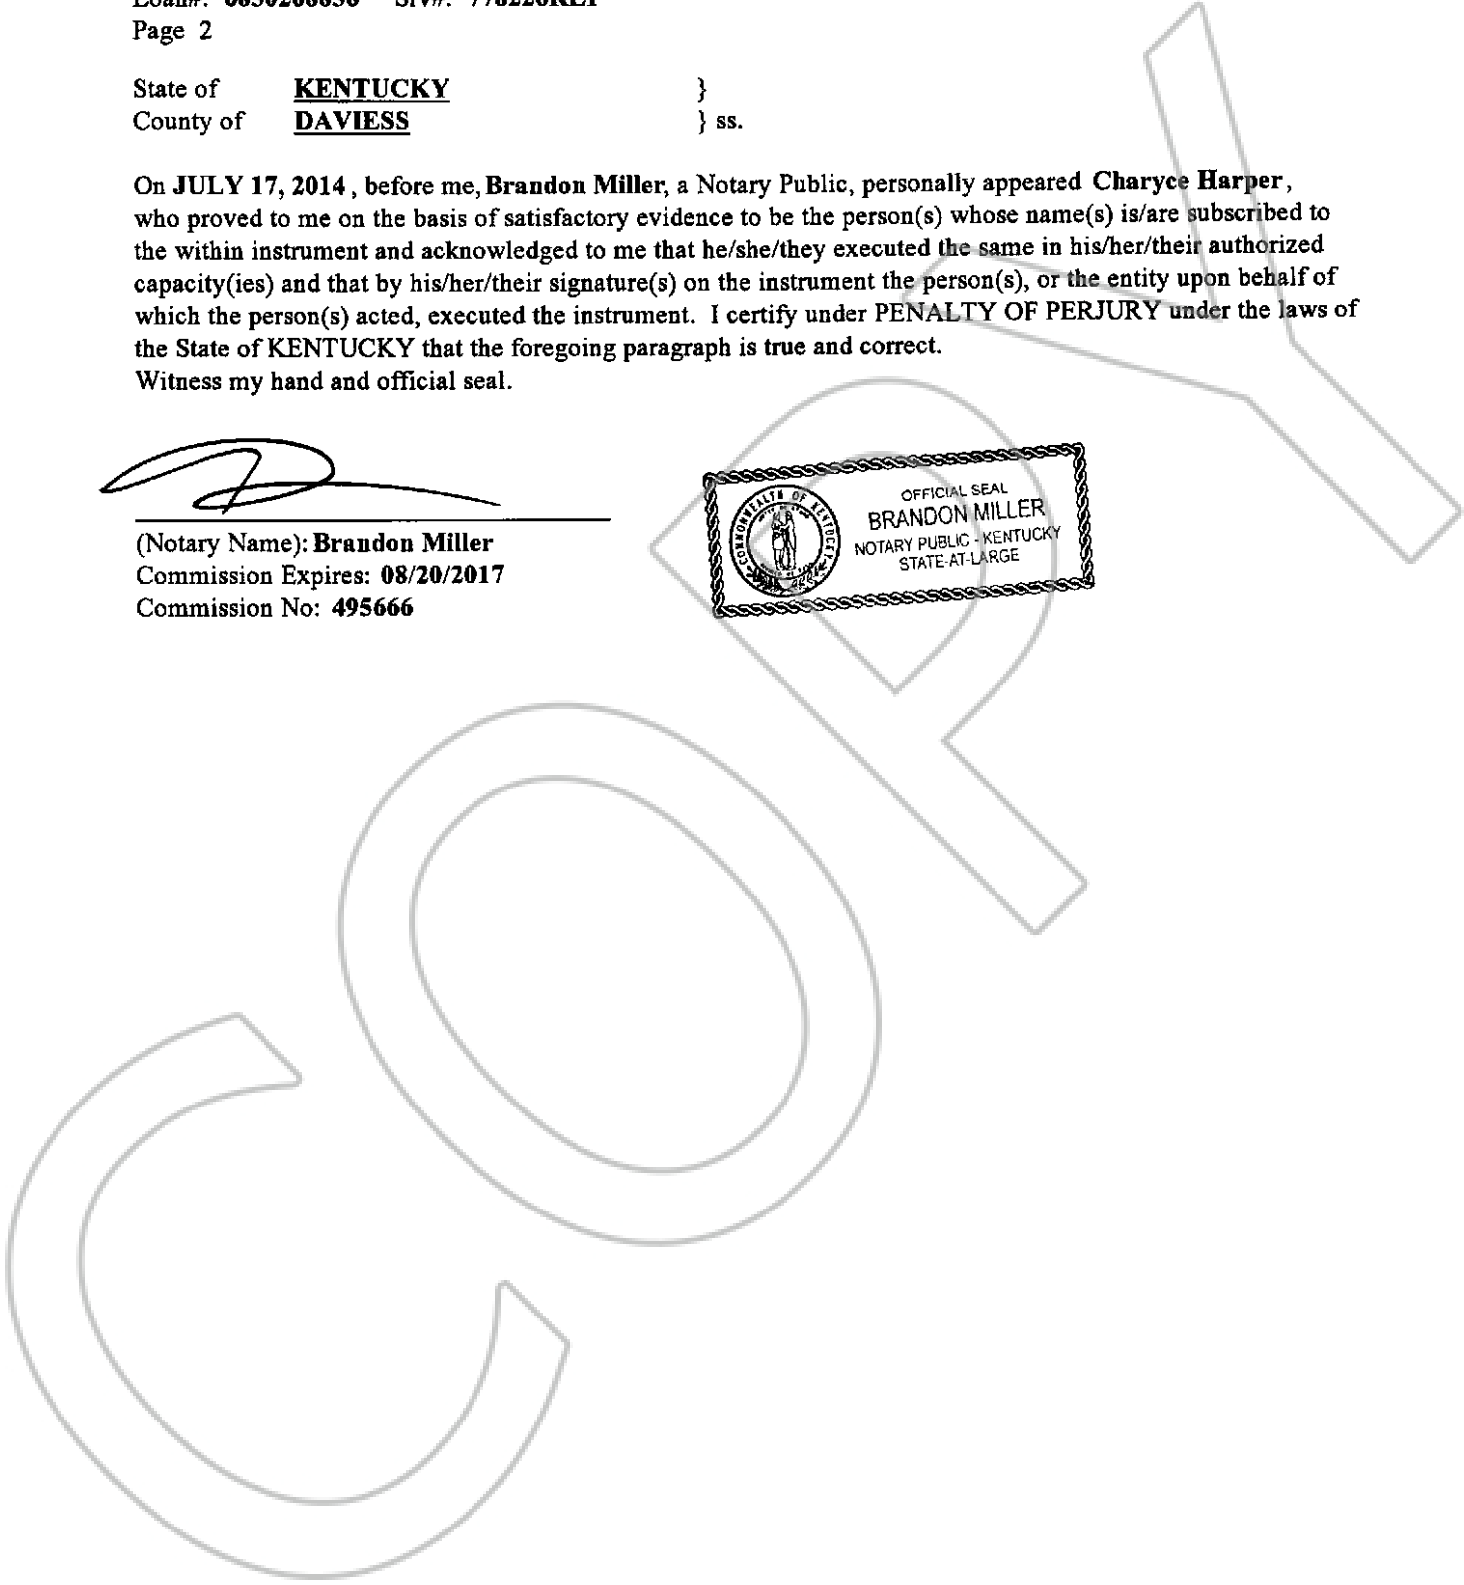 Page 2
State of KENTUCKY }
County of DAVIESS } ss.
On JULY 17, 2014 , before me, Brandon Miller, a Notary Public, personally appeared Charyce Harper,
who proved to me on the basis of satisfactory evidence to be the person(s) whose name(s) is/are subscribed to
the within instrument and acknowledged to me that he/she/they executed the same in his/her/their authorized
capacity(ies) and that by his/her/their signature(s) on the instrument the person(s), or the entity upon behalf of
which the person(s) acted, executed the instrument. I certify under PENALTY OF PERJURY under the laws of
the State of KENTUCKY that the foregoing paragraph is true and correct.
Witness my hand and official seal.
(Notary Name): Brandon Miller
Commission Expires: 08/20/2017
Commission No: 495666
COMMONWEALTH OF KENTUCKY
OFFICIAL SEAL
BRANDON MILLER
NOTARY PUBLIC - KENTUCKY
STATE-AT-LARGE
COPY